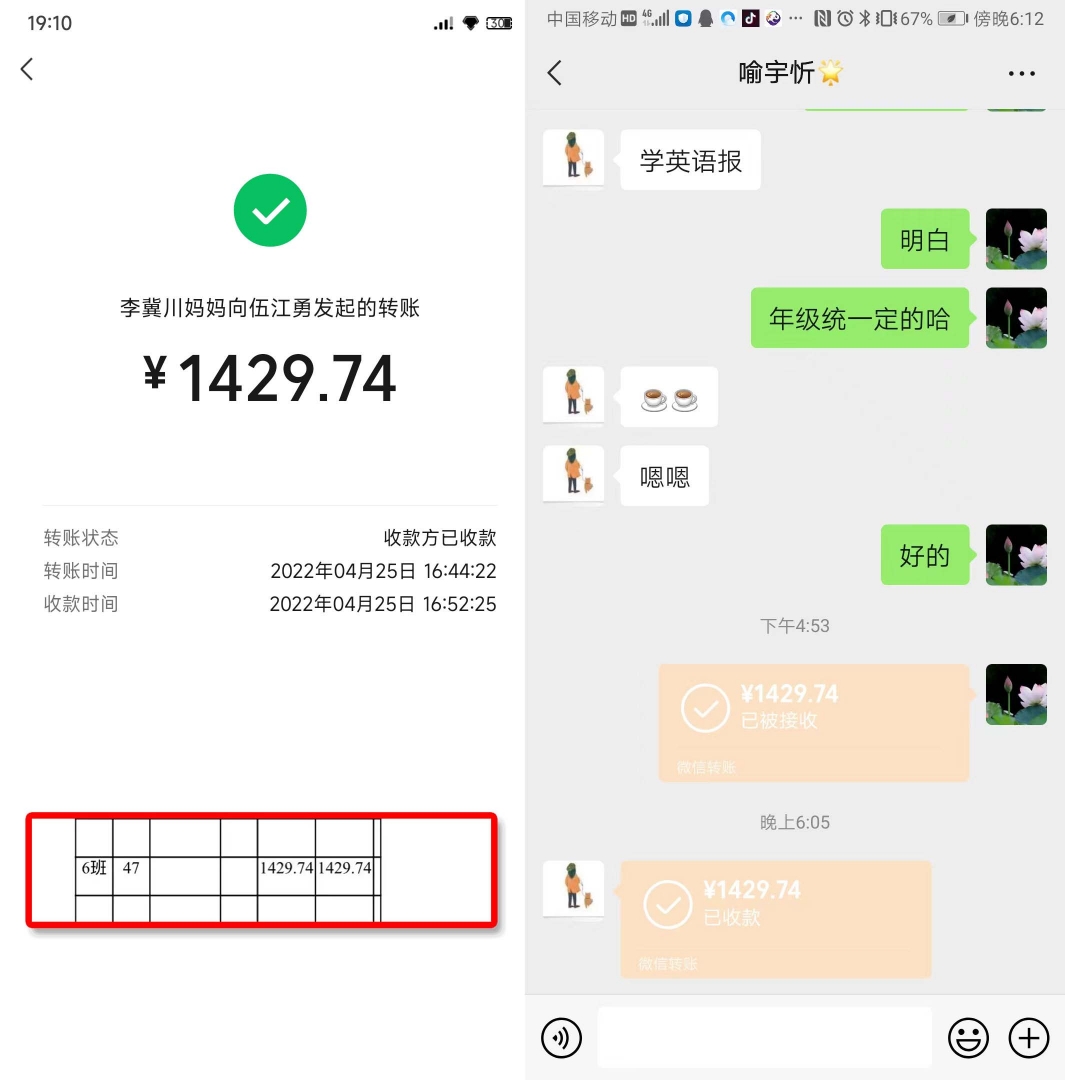 19:10
30
李冀川妈妈向伍江勇发起的转账
¥1429.74
转账状态
收款方已收款
转账时间
2022年04月25日 16:44:22
收款时间
2022年04月25日 16:52:25
6班 47 1429.74 1429.74
中国移动 HD 4G 67% 傍晚6:12
喻宇忻🌟
学英语报
明白
年级统一定的哈
☕☕
嗯嗯
好的
下午4:53
¥1429.74
已被接收
微信转账
晚上6:05
¥1429.74
已收款
微信转账